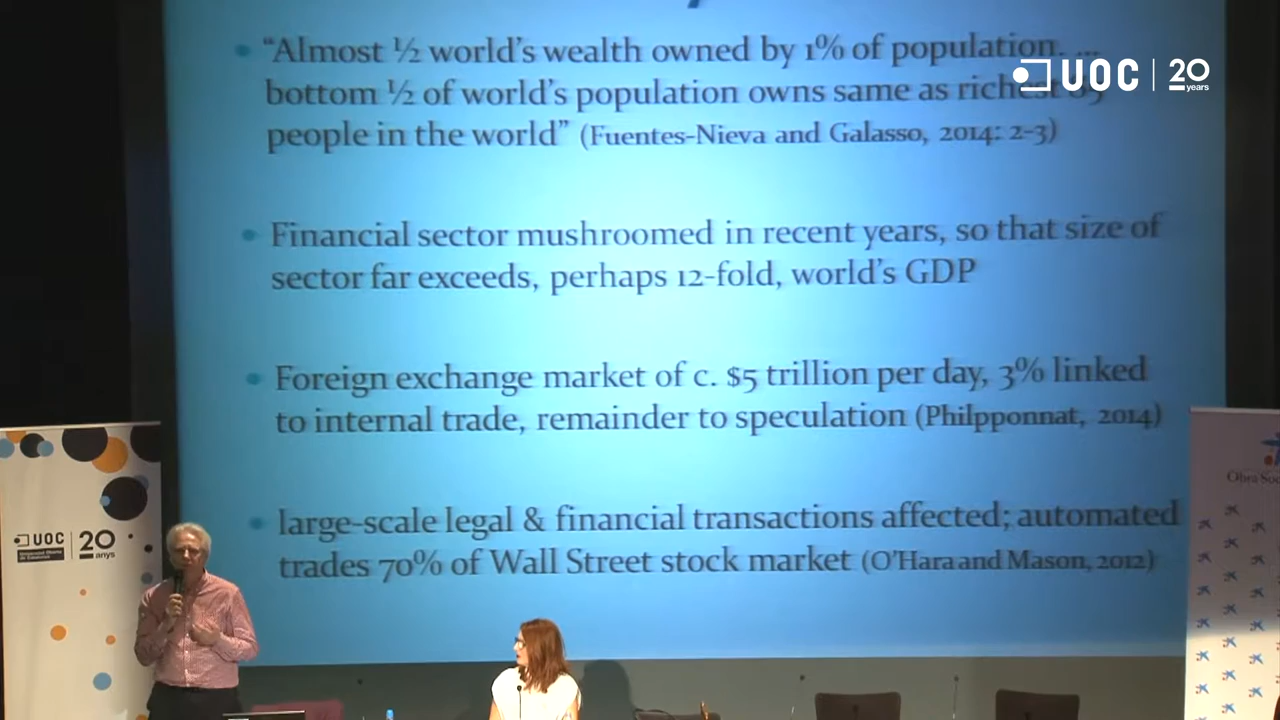 “Almost ½ world’s wealth owned by 1% of population. ...
bottom ½ of world’s population owns same as richest 85
people in the world” (Fuentes-Nieva and Galasso, 2014: 2-3)
UOC | 20
years
Financial sector mushroomed in recent years, so that size of
sector far exceeds, perhaps 12-fold, world’s GDP
Foreign exchange market of c. $5 trillion per day, 3% linked
to internal trade, remainder to speculation (Philpponnat, 2014)
large-scale legal & financial transactions affected; automated
trades 70% of Wall Street stock market (O’Hara and Mason, 2012)
UOC 20
anys
Obra Soc